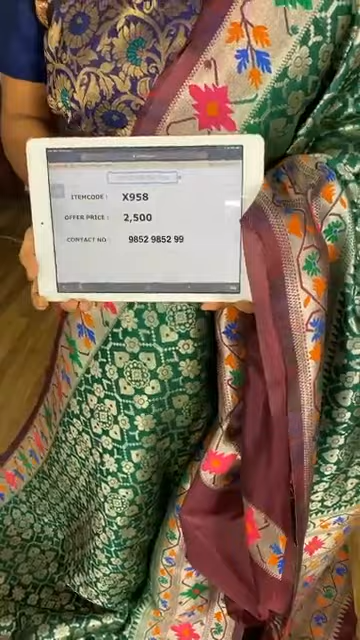 ITEMCODE : X958
OFFER PRICE : 2,500
CONTACT NO : 9852 9852 99